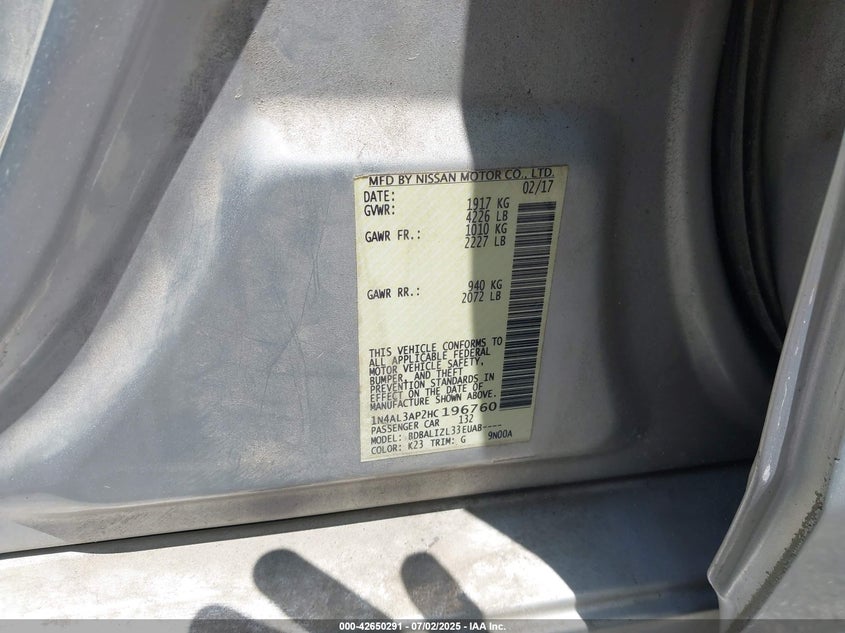 MFD BY NISSAN MOTOR CO., LTD.
DATE: 02/17
GVWR: 1917 KG
4226 LB
GAWR FR.: 1010 KG
2227 LB
GAWR RR.: 940 KG
2072 LB
THIS VEHICLE CONFORMS TO
ALL APPLICABLE FEDERAL
MOTOR VEHICLE SAFETY,
BUMPER, AND THEFT
PREVENTION STANDARDS IN
EFFECT ON THE DATE OF
MANUFACTURE SHOWN ABOVE.
1N4AL3AP2HC196760
PASSENGER CAR 132
MODEL: BDBALIZL33EUAB----
COLOR: K23 TRIM: G 9N00A
000-42650291 - 07/02/2025 - IAAI.COM